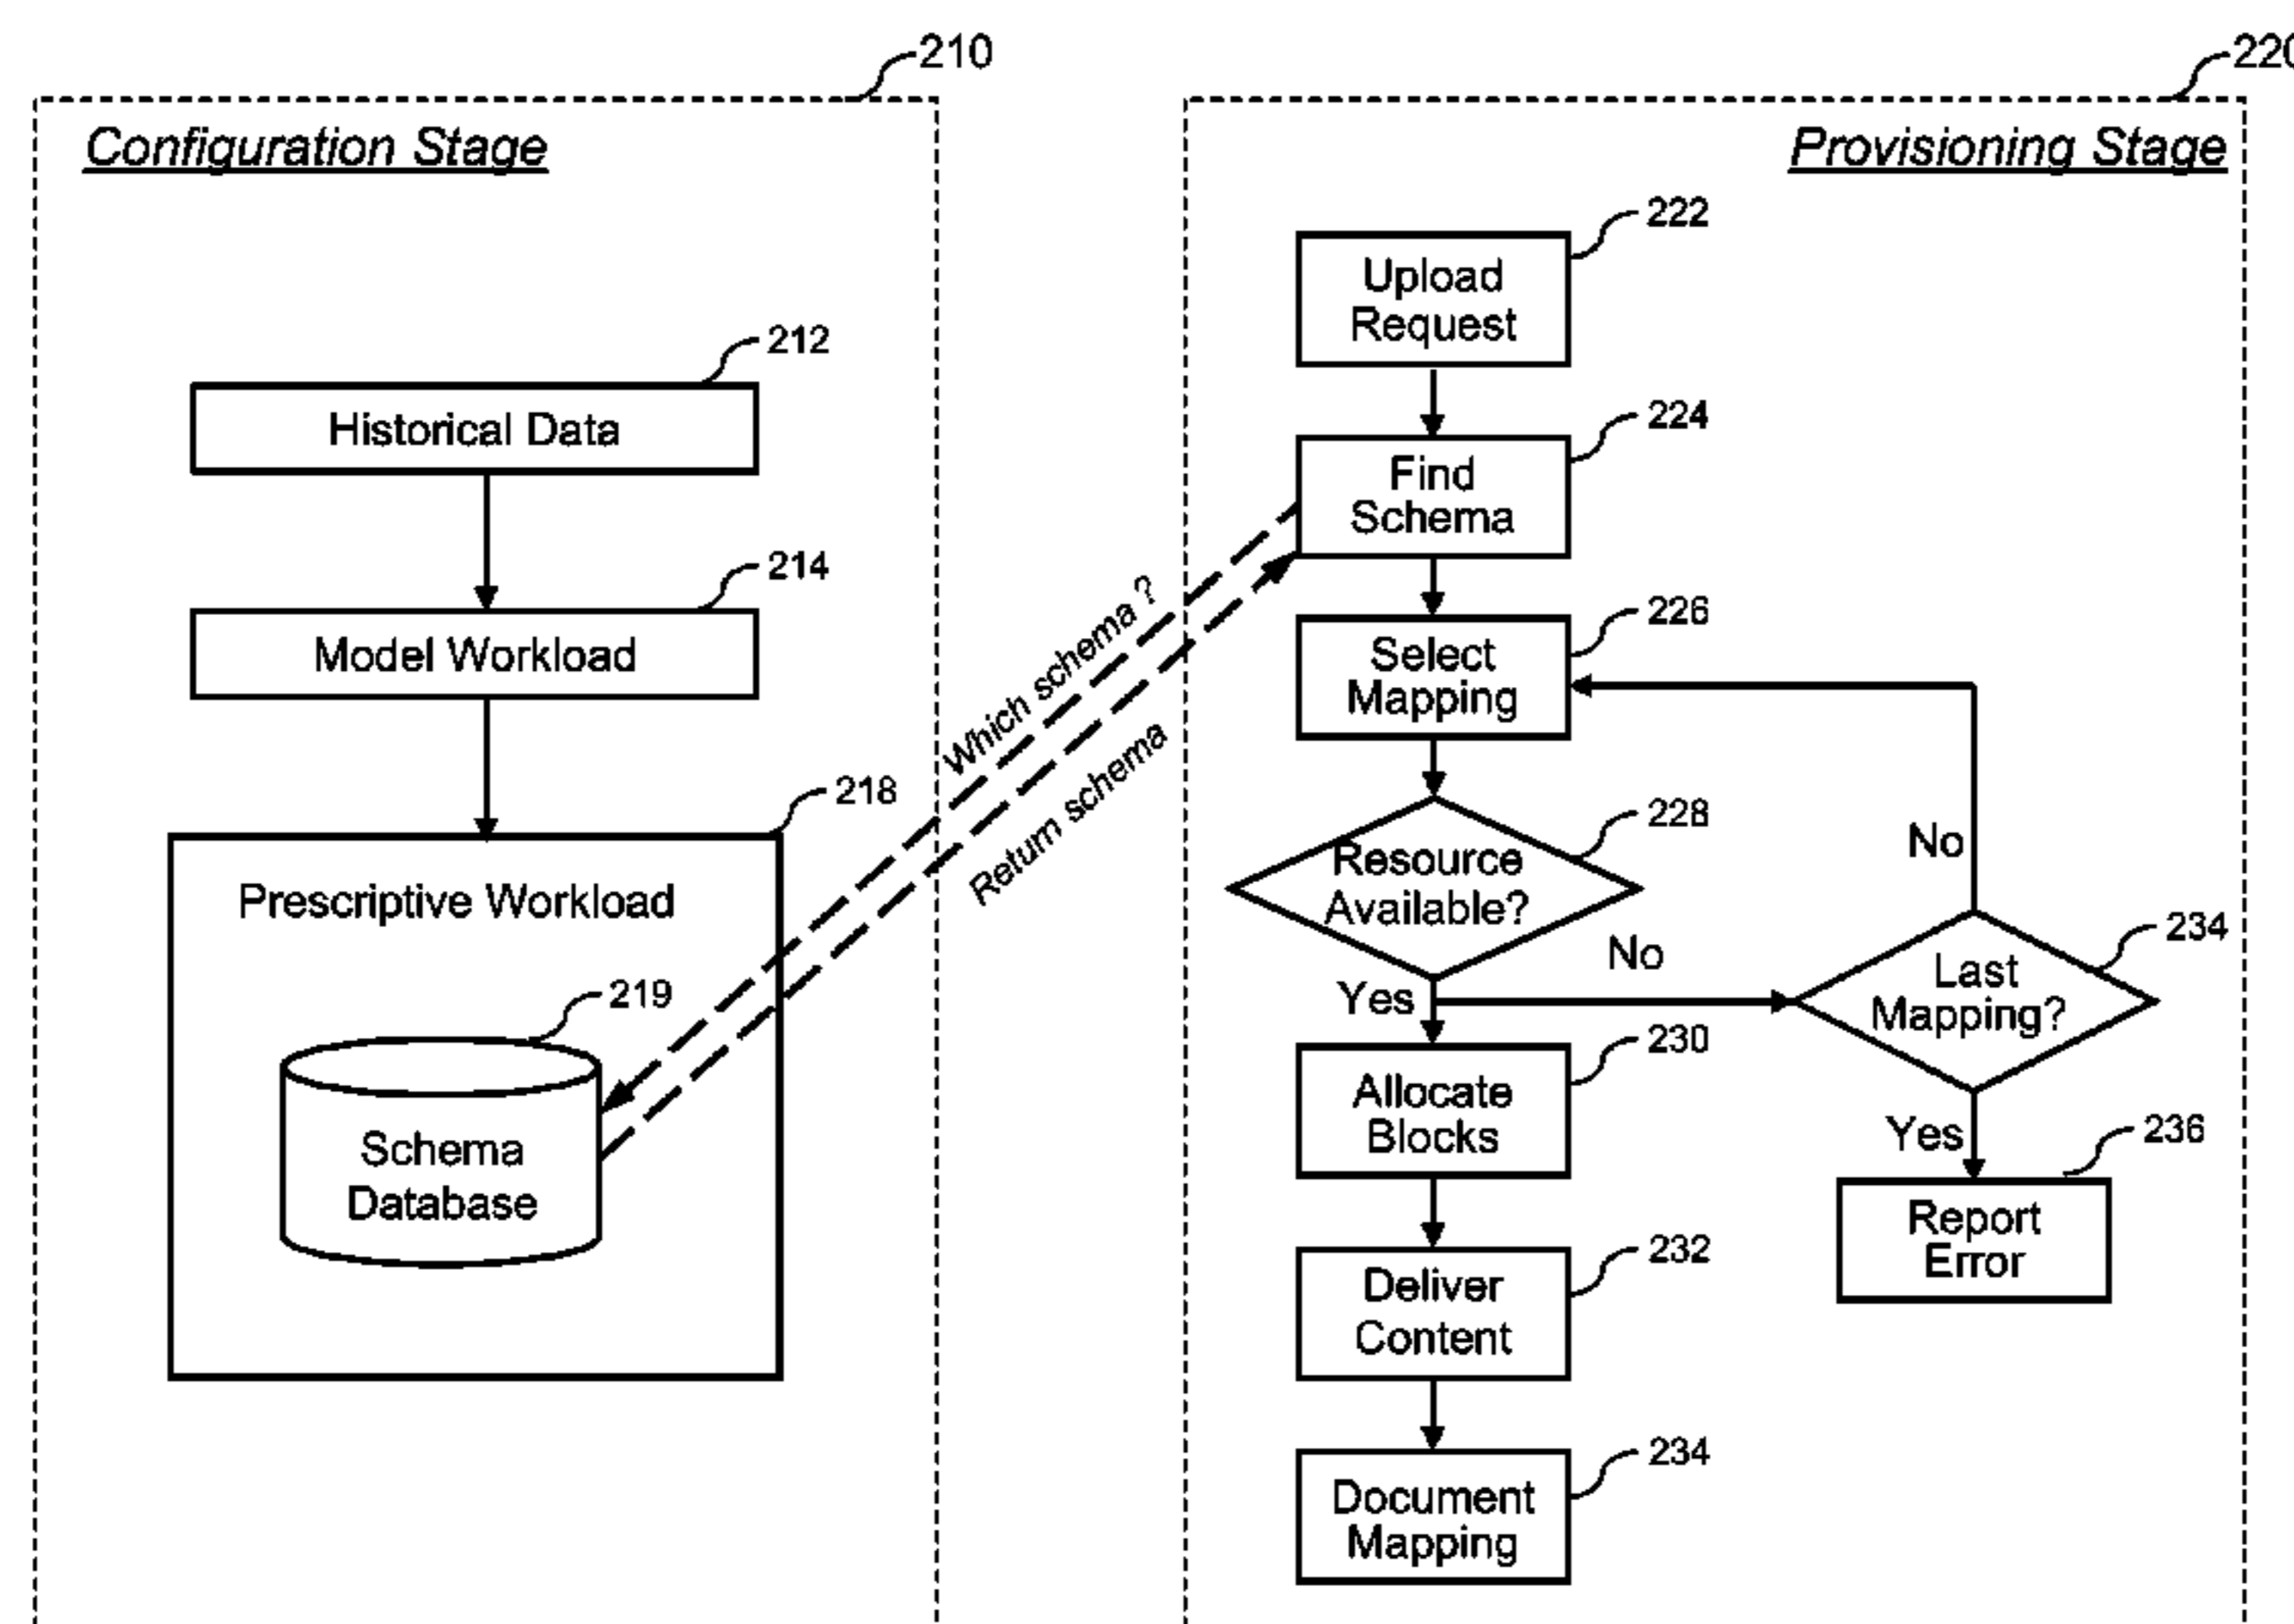 210
Configuration Stage
212
Historical Data
214
Model Workload
218
Prescriptive Workload
219
Schema
Database
Which schema ?
Return schema
220
Provisioning Stage
222
Upload
Request
224
Find
Schema
226
Select
Mapping
228
Resource
Available?
No
Yes
No
234
Last
Mapping?
230
Allocate
Blocks
Yes
236
Report
Error
232
Deliver
Content
234
Document
Mapping